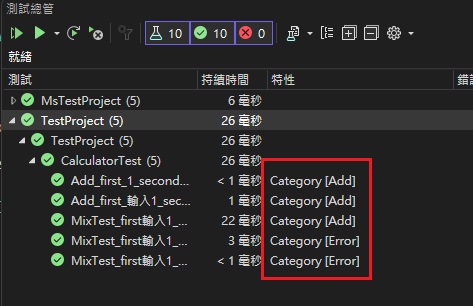 測試總管
10 10 0
就緒
測試 持續時間 特性 錯誤
MsTestProject (5) 6 毫秒
TestProject (5) 26 毫秒
TestProject (5) 26 毫秒
CalculatorTest (5) 26 毫秒
Add_first_1_second... < 1 毫秒 Category [Add]
Add_first_輸入1_sec... 1 毫秒 Category [Add]
MixTest_first輸入1_... 22 毫秒 Category [Add]
MixTest_first輸入1_... 3 毫秒 Category [Error]
MixTest_first輸入1_... < 1 毫秒 Category [Error]